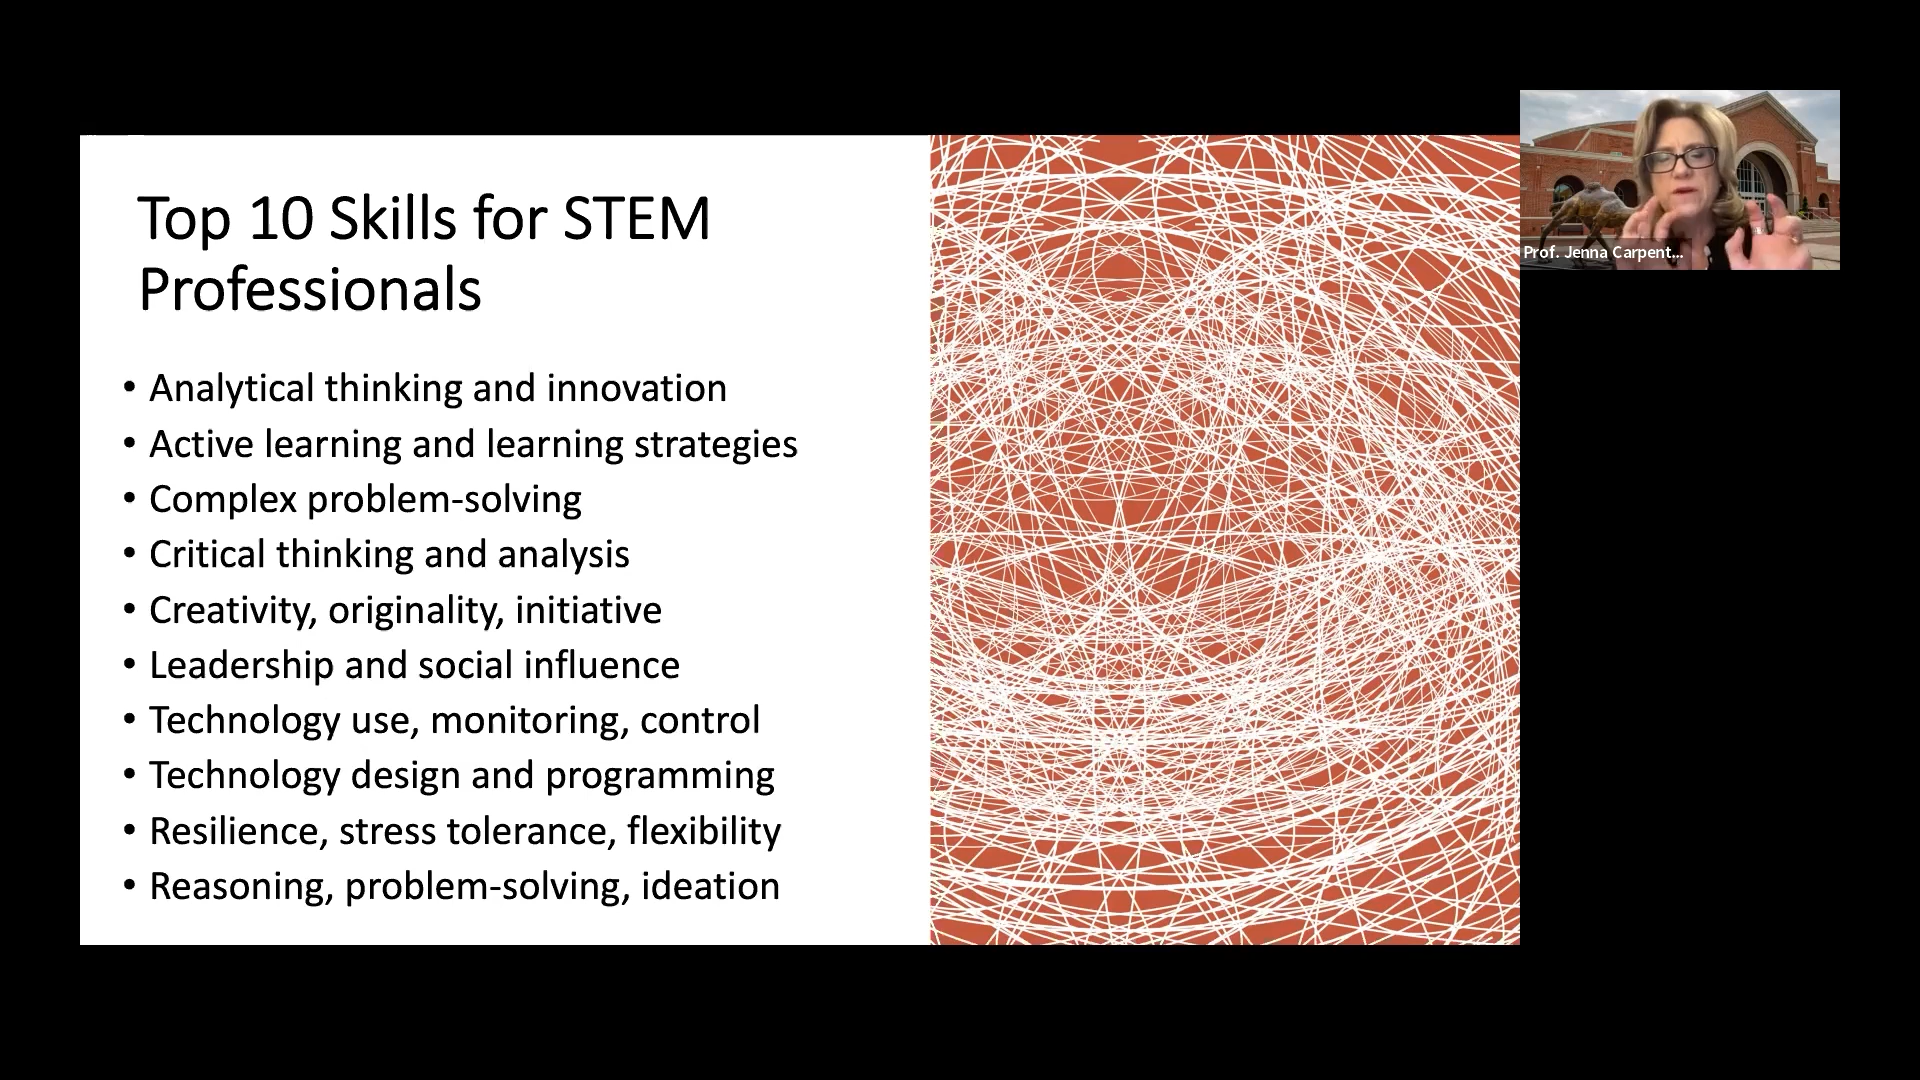 Top 10 Skills for STEM
Professionals
• Analytical thinking and innovation
• Active learning and learning strategies
• Complex problem-solving
• Critical thinking and analysis
• Creativity, originality, initiative
• Leadership and social influence
• Technology use, monitoring, control
• Technology design and programming
• Resilience, stress tolerance, flexibility
• Reasoning, problem-solving, ideation
Prof. Jenna Carpent...